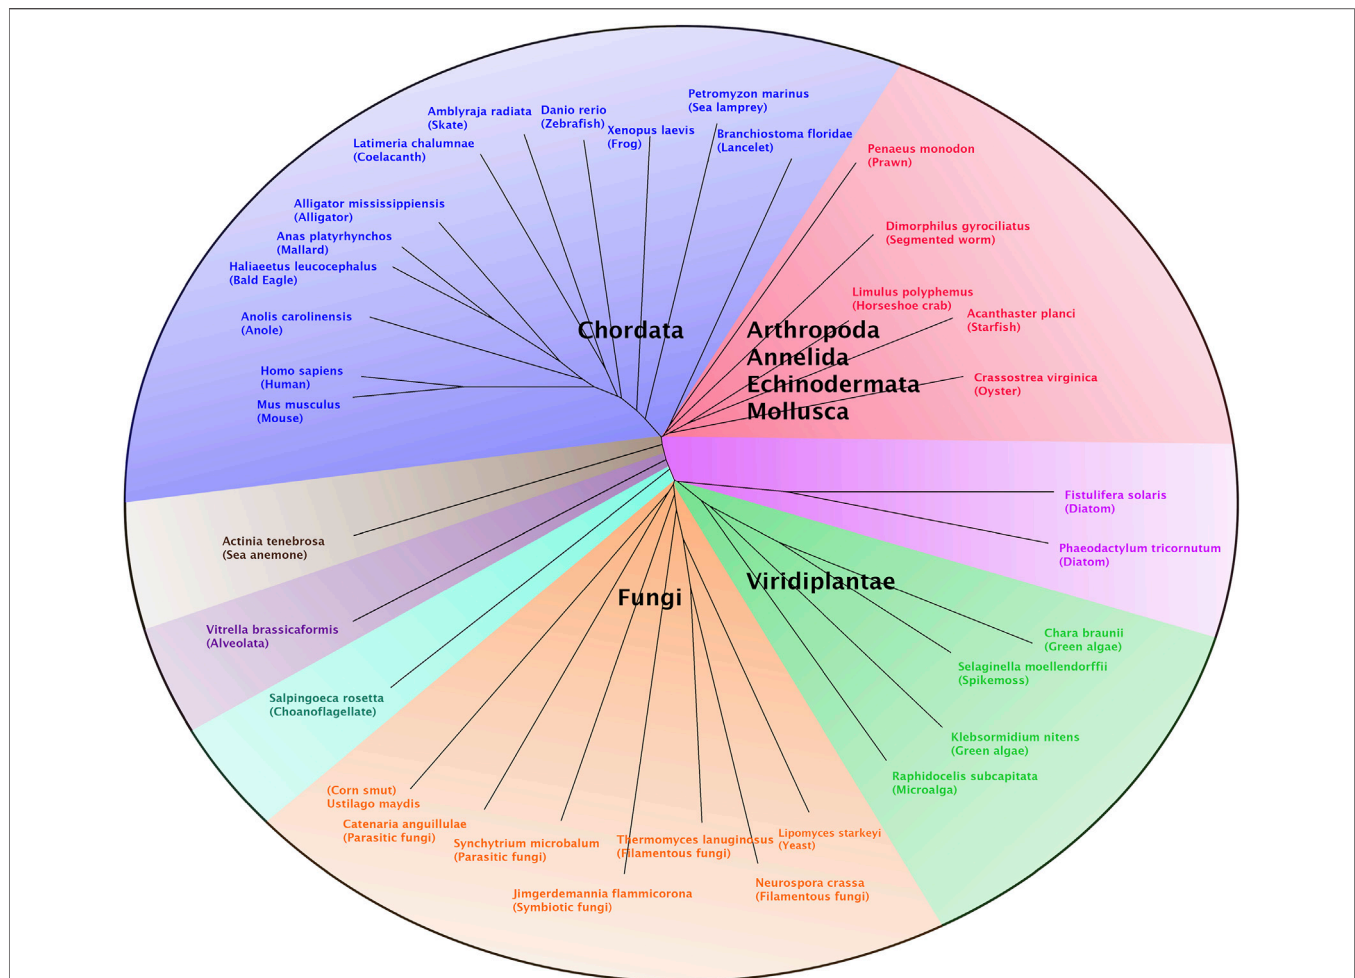 Petromyzon marinus
(Sea lamprey)
Amblyraja radiata
(Skate)
Danio rerio
(Zebrafish)
Xenopus laevis
(Frog)
Branchiostoma floridae
(Lancelet)
Latimeria chalumnae
(Coelacanth)
Penaeus monodon
(Prawn)
Alligator mississippiensis
(Alligator)
Anas platyrhynchos
(Mallard)
Haliaeetus leucocephalus
(Bald Eagle)
Dimorphilus gyrociliatus
(Segmented worm)
Limulus polyphemus
(Horseshoe crab)
Acanthaster planci
(Starfish)
Anolis carolinensis
(Anole)
Chordata
Arthropoda
Annelida
Echinodermata
Mollusca
Homo sapiens
(Human)
Mus musculus
(Mouse)
Crassostrea virginica
(Oyster)
Fistulifera solaris
(Diatom)
Actinia tenebrosa
(Sea anemone)
Phaeodactylum tricornutum
(Diatom)
Viridiplantae
Fungi
Vitrella brassicaformis
(Alveolata)
Chara braunii
(Green algae)
Selaginella moellendorffii
(Spikemoss)
Salpingoeca rosetta
(Choanoflagellate)
Klebsormidium nitens
(Green algae)
Raphidocelis subcapitata
(Microalga)
(Corn smut)
Ustilago maydis
Catenaria anguillulae
(Parasitic fungi)
Synchytrium microbalum
(Parasitic fungi)
Thermomyces lanuginosus
(Filamentous fungi)
Lipomyces starkeyi
(Yeast)
Jimgerdemannia flammicorona
(Symbiotic fungi)
Neurospora crassa
(Filamentous fungi)